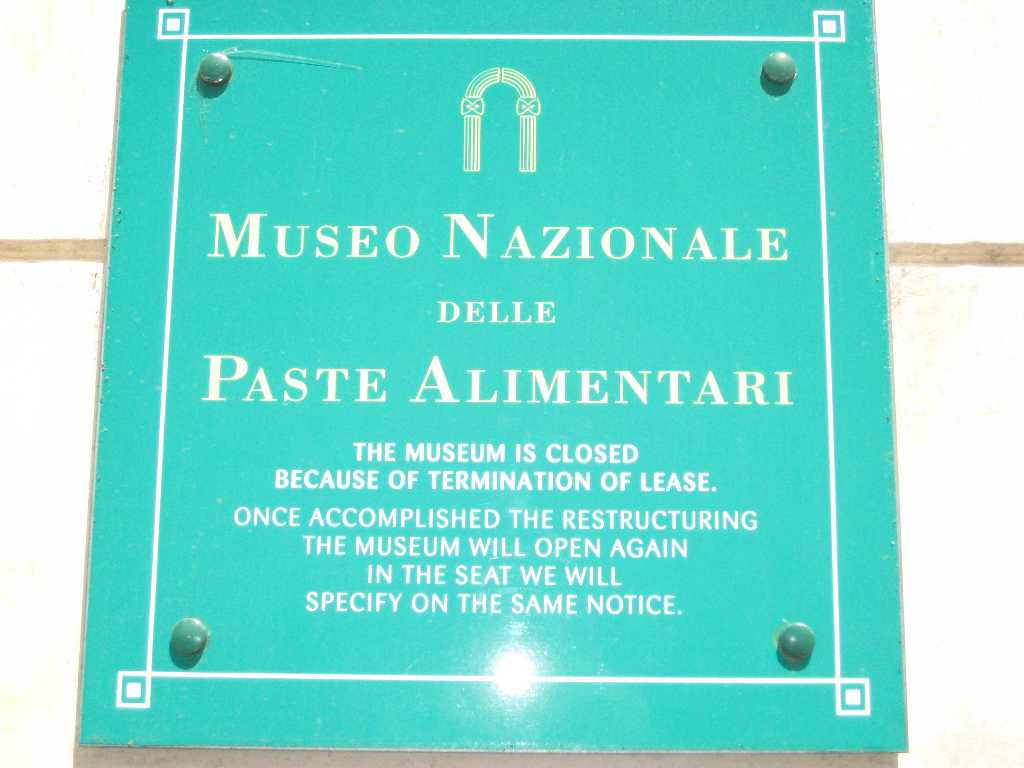 MUSEO NAZIONALE
DELLE
PASTE ALIMENTARI
THE MUSEUM IS CLOSED
BECAUSE OF TERMINATION OF LEASE.
ONCE ACCOMPLISHED THE RESTRUCTURING
THE MUSEUM WILL OPEN AGAIN
IN THE SEAT WE WILL
SPECIFY ON THE SAME NOTICE.